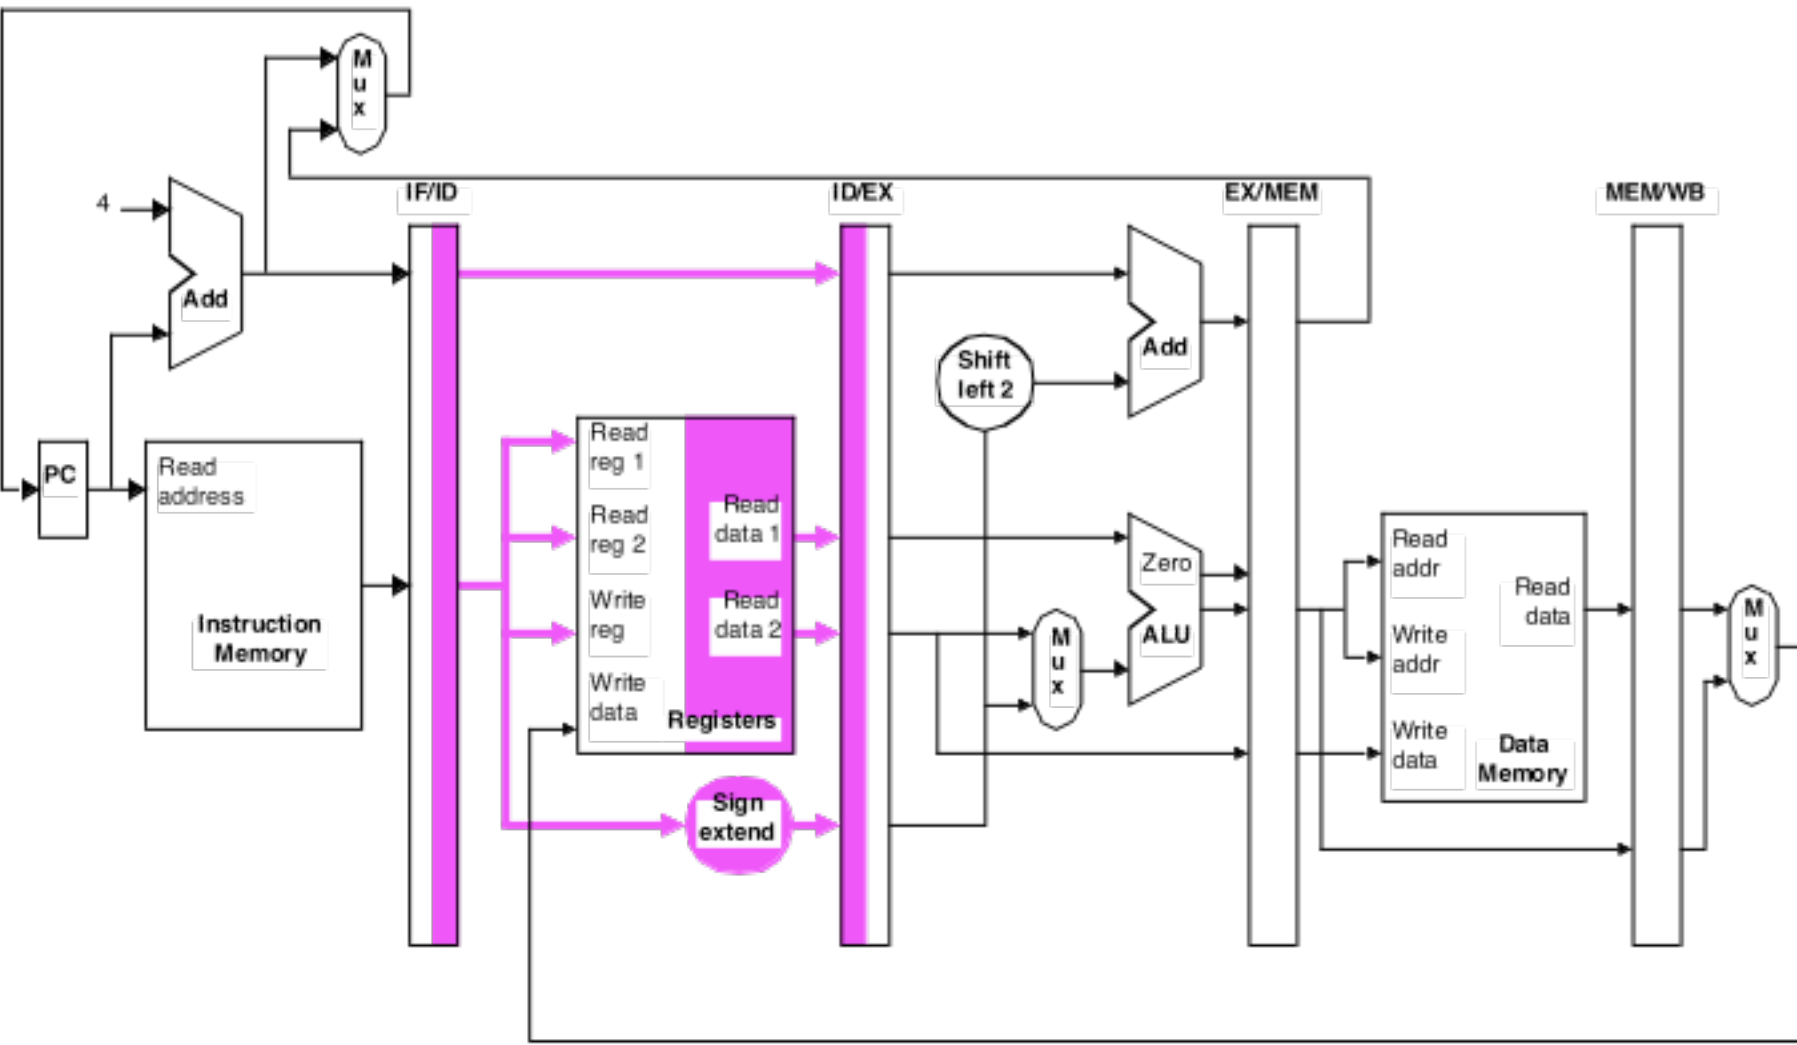 M
u
x
IF/ID
ID/EX
EX/MEM
MEM/WB
4
Add
Shift
left 2
Add
PC
Read
address
Instruction
Memory
Read
reg 1
Read
reg 2
Write
reg
Write
data
Read
data 1
Read
data 2
Registers
Sign
extend
M
u
x
Zero
ALU
Read
addr
Write
addr
Write
data
Read
data
Data
Memory
M
u
x